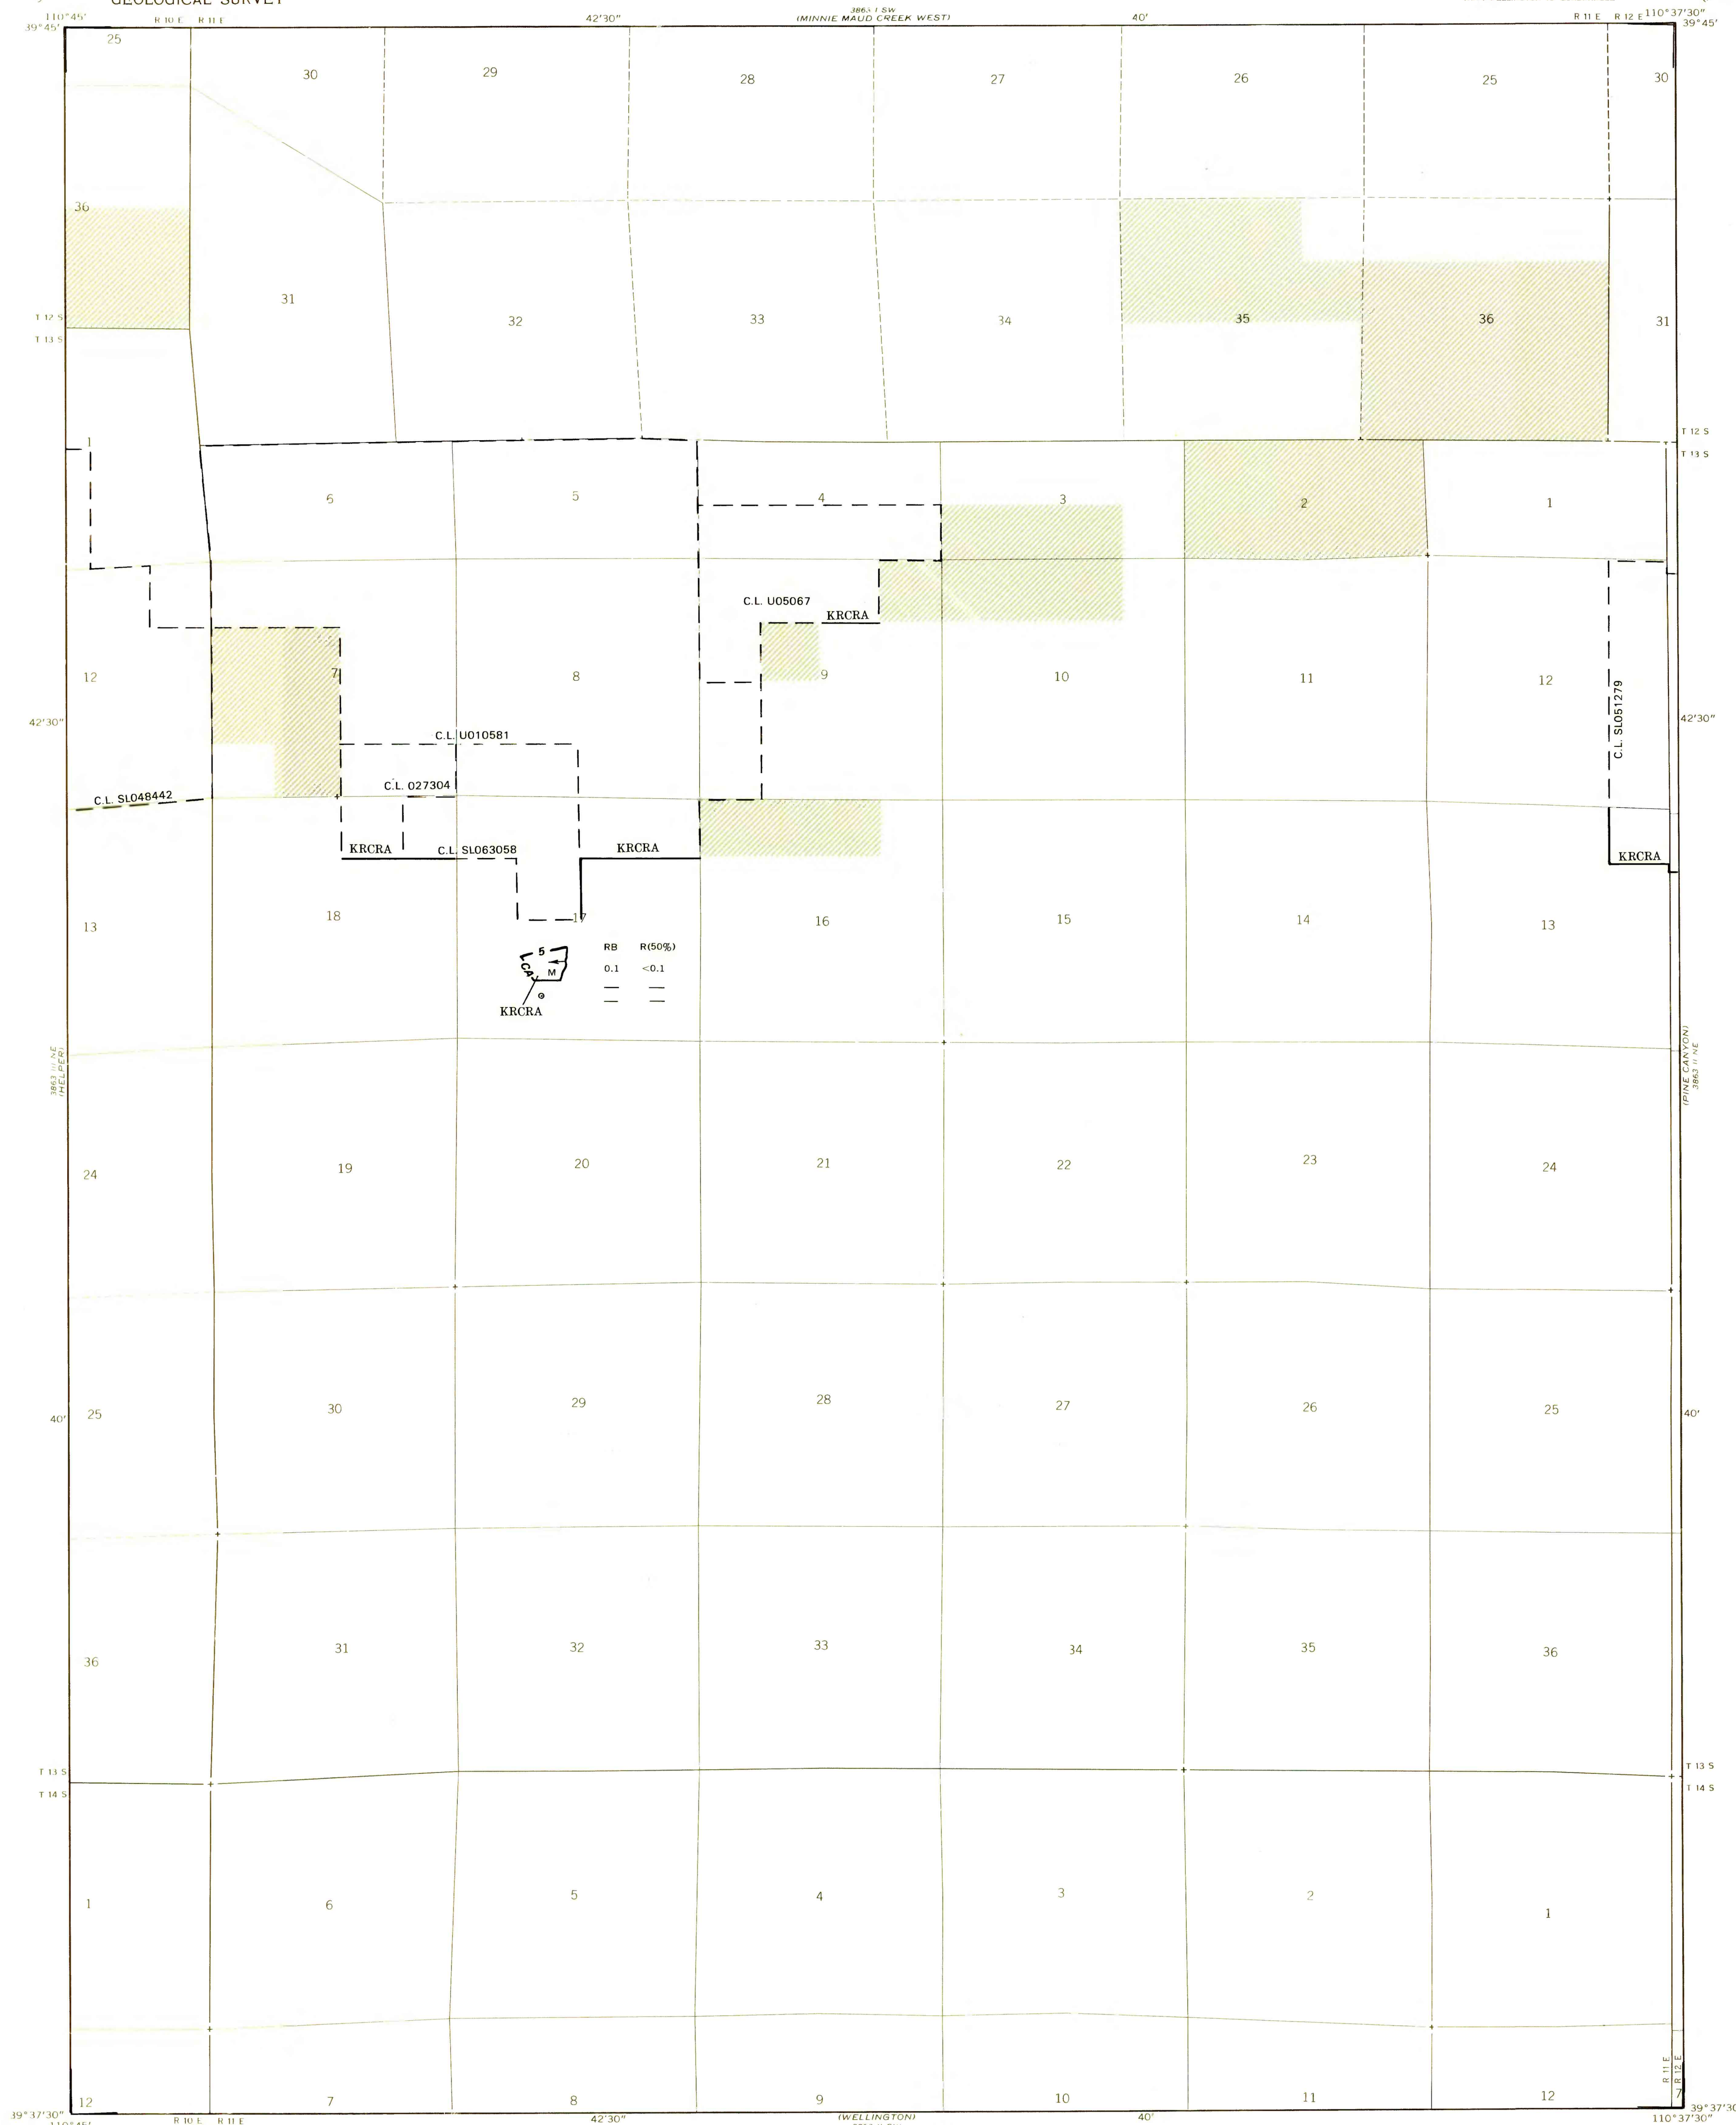 GEOLOGICAL SURVEY
110°45' R 10 E R 11 E 42'30" 3863 I SW 40' R 11 E R 12 E 110°37'30"
(MINNIE MAUD CREEK WEST)
39°45' 39°45'
25 30 29 28 27 26 25 30
36 31 32 33 34 35 36 31
T 12 S
T 13 S
T 12 S
T 13 S
1 6 5 4 3 2 1
C.L. U05067
KRCRA
12 7 8 9 10 11 12
C.L. SL051279
42'30" 42'30"
C.L. U010581
C.L. 027304
C.L. SL048442
KRCRA C.L. SL063058 KRCRA KRCRA
13 18 17 16 15 14 13
5 RB R(50%)
LCA M 0.1 <0.1
— —
— —
KRCRA
3863 III NE
(HELPER)
(PINE CANYON)
3863 II NE
24 19 20 21 22 23 24
40' 25 30 29 28 27 26 25 40'
36 31 32 33 34 35 36
T 13 S T 13 S
T 14 S T 14 S
1 6 5 4 3 2 1
R 11 E
R 12 E
12 7 8 9 10 11 12 7
39°37'30" 39°37'30"
110°45' R 10 E R 11 E 42'30" (WELLINGTON) 40' 110°37'30"